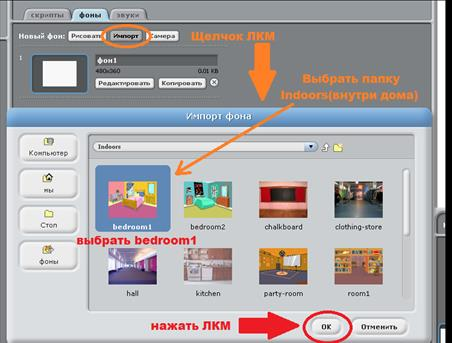 скрипты фоны звуки
Новый фон: Рисовать Импорт Камера
Щелчок ЛКМ
1
фон1
480x360 0.01 KB
Редактировать Копировать
Выбрать папку
Indoors(внутри дома)
Импорт фона
Компьютер
Indoors
ны
Стол
фоны
bedroom1 bedroom2 chalkboard clothing-store
выбрать bedroom1
hall kitchen party-room room1
нажать ЛКМ
OK Отменить